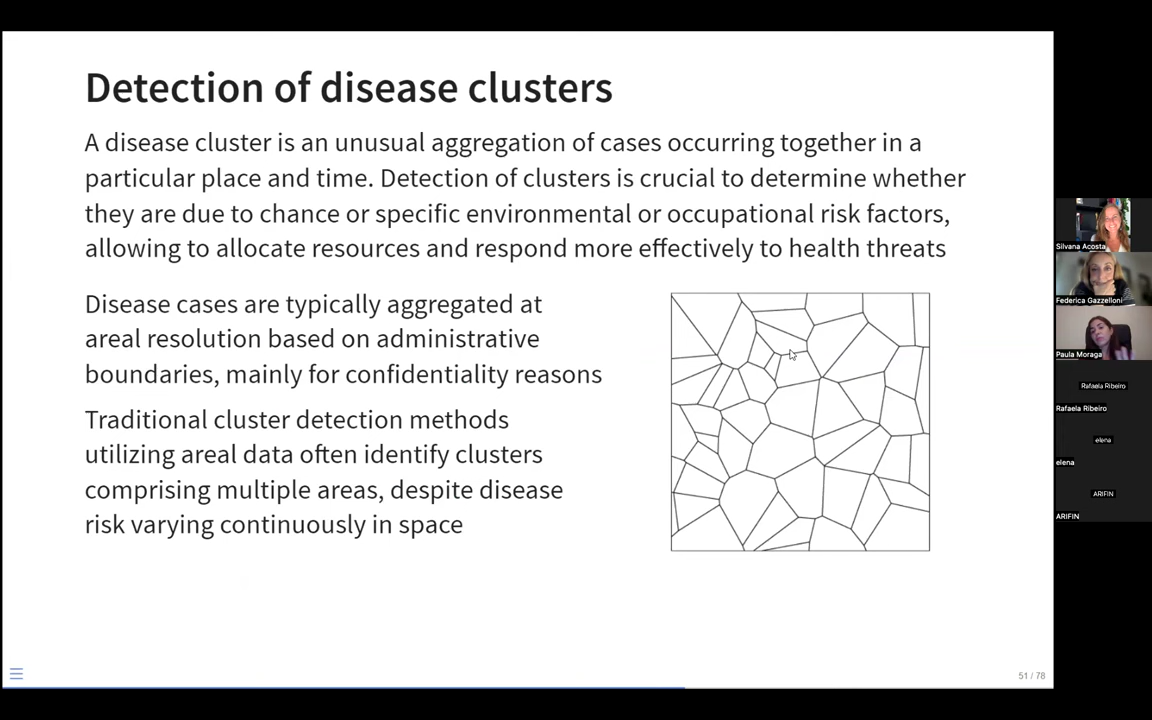 Detection of disease clusters
A disease cluster is an unusual aggregation of cases occurring together in a
particular place and time. Detection of clusters is crucial to determine whether
they are due to chance or specific environmental or occupational risk factors,
allowing to allocate resources and respond more effectively to health threats
Disease cases are typically aggregated at
areal resolution based on administrative
boundaries, mainly for confidentiality reasons
Traditional cluster detection methods
utilizing areal data often identify clusters
comprising multiple areas, despite disease
risk varying continuously in space
51 / 78
Silvana Acosta
Federica Gazzelloni
Paula Moraga
Rafaela Ribeiro
Rafaela Ribeiro
elena
elena
ARIFIN
ARIFIN